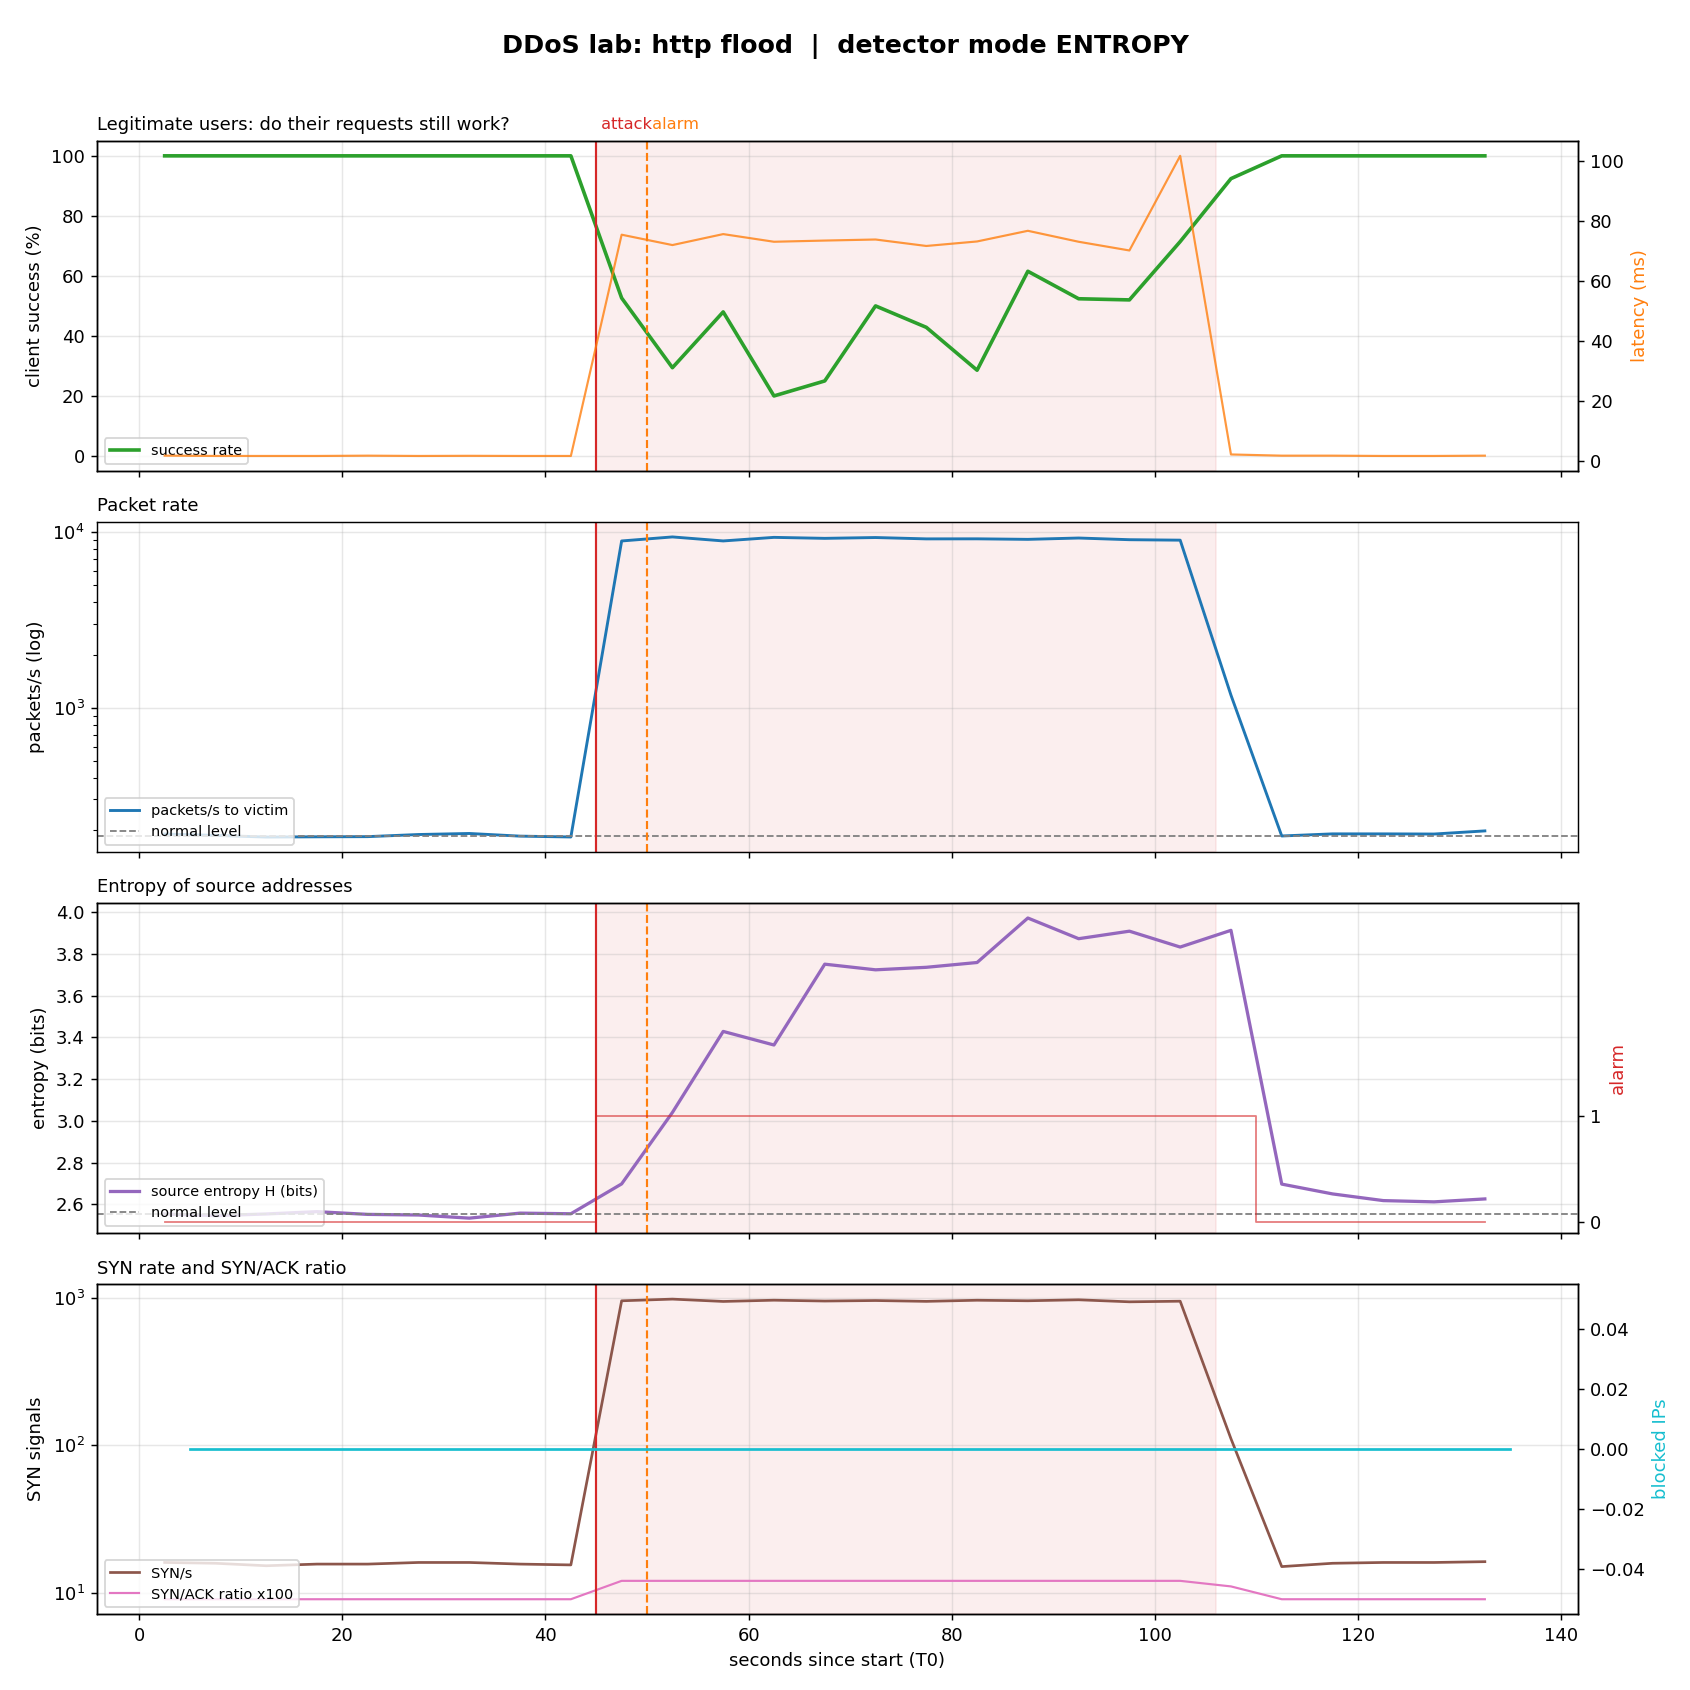 DDoS lab: http flood  |  detector mode ENTROPY
Legitimate users: do their requests still work?
attack
alarm
100
80
60
40
20
0
client success (%)
100
80
60
40
20
0
latency (ms)
success rate
Packet rate
10^4
10^3
packets/s (log)
packets/s to victim
normal level
Entropy of source addresses
4.0
3.8
3.6
3.4
3.2
3.0
2.8
2.6
entropy (bits)
1
0
alarm
source entropy H (bits)
normal level
SYN rate and SYN/ACK ratio
10^3
10^2
10^1
SYN signals
0.04
0.02
0.00
−0.02
−0.04
blocked IPs
SYN/s
SYN/ACK ratio x100
0 20 40 60 80 100 120 140
seconds since start (T0)